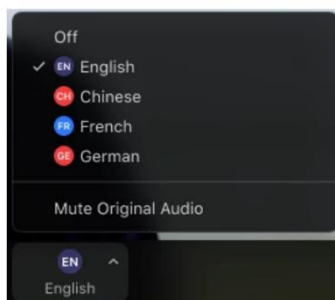 Off
EN English
CH Chinese
FR French
GE German
Mute Original Audio
EN
English